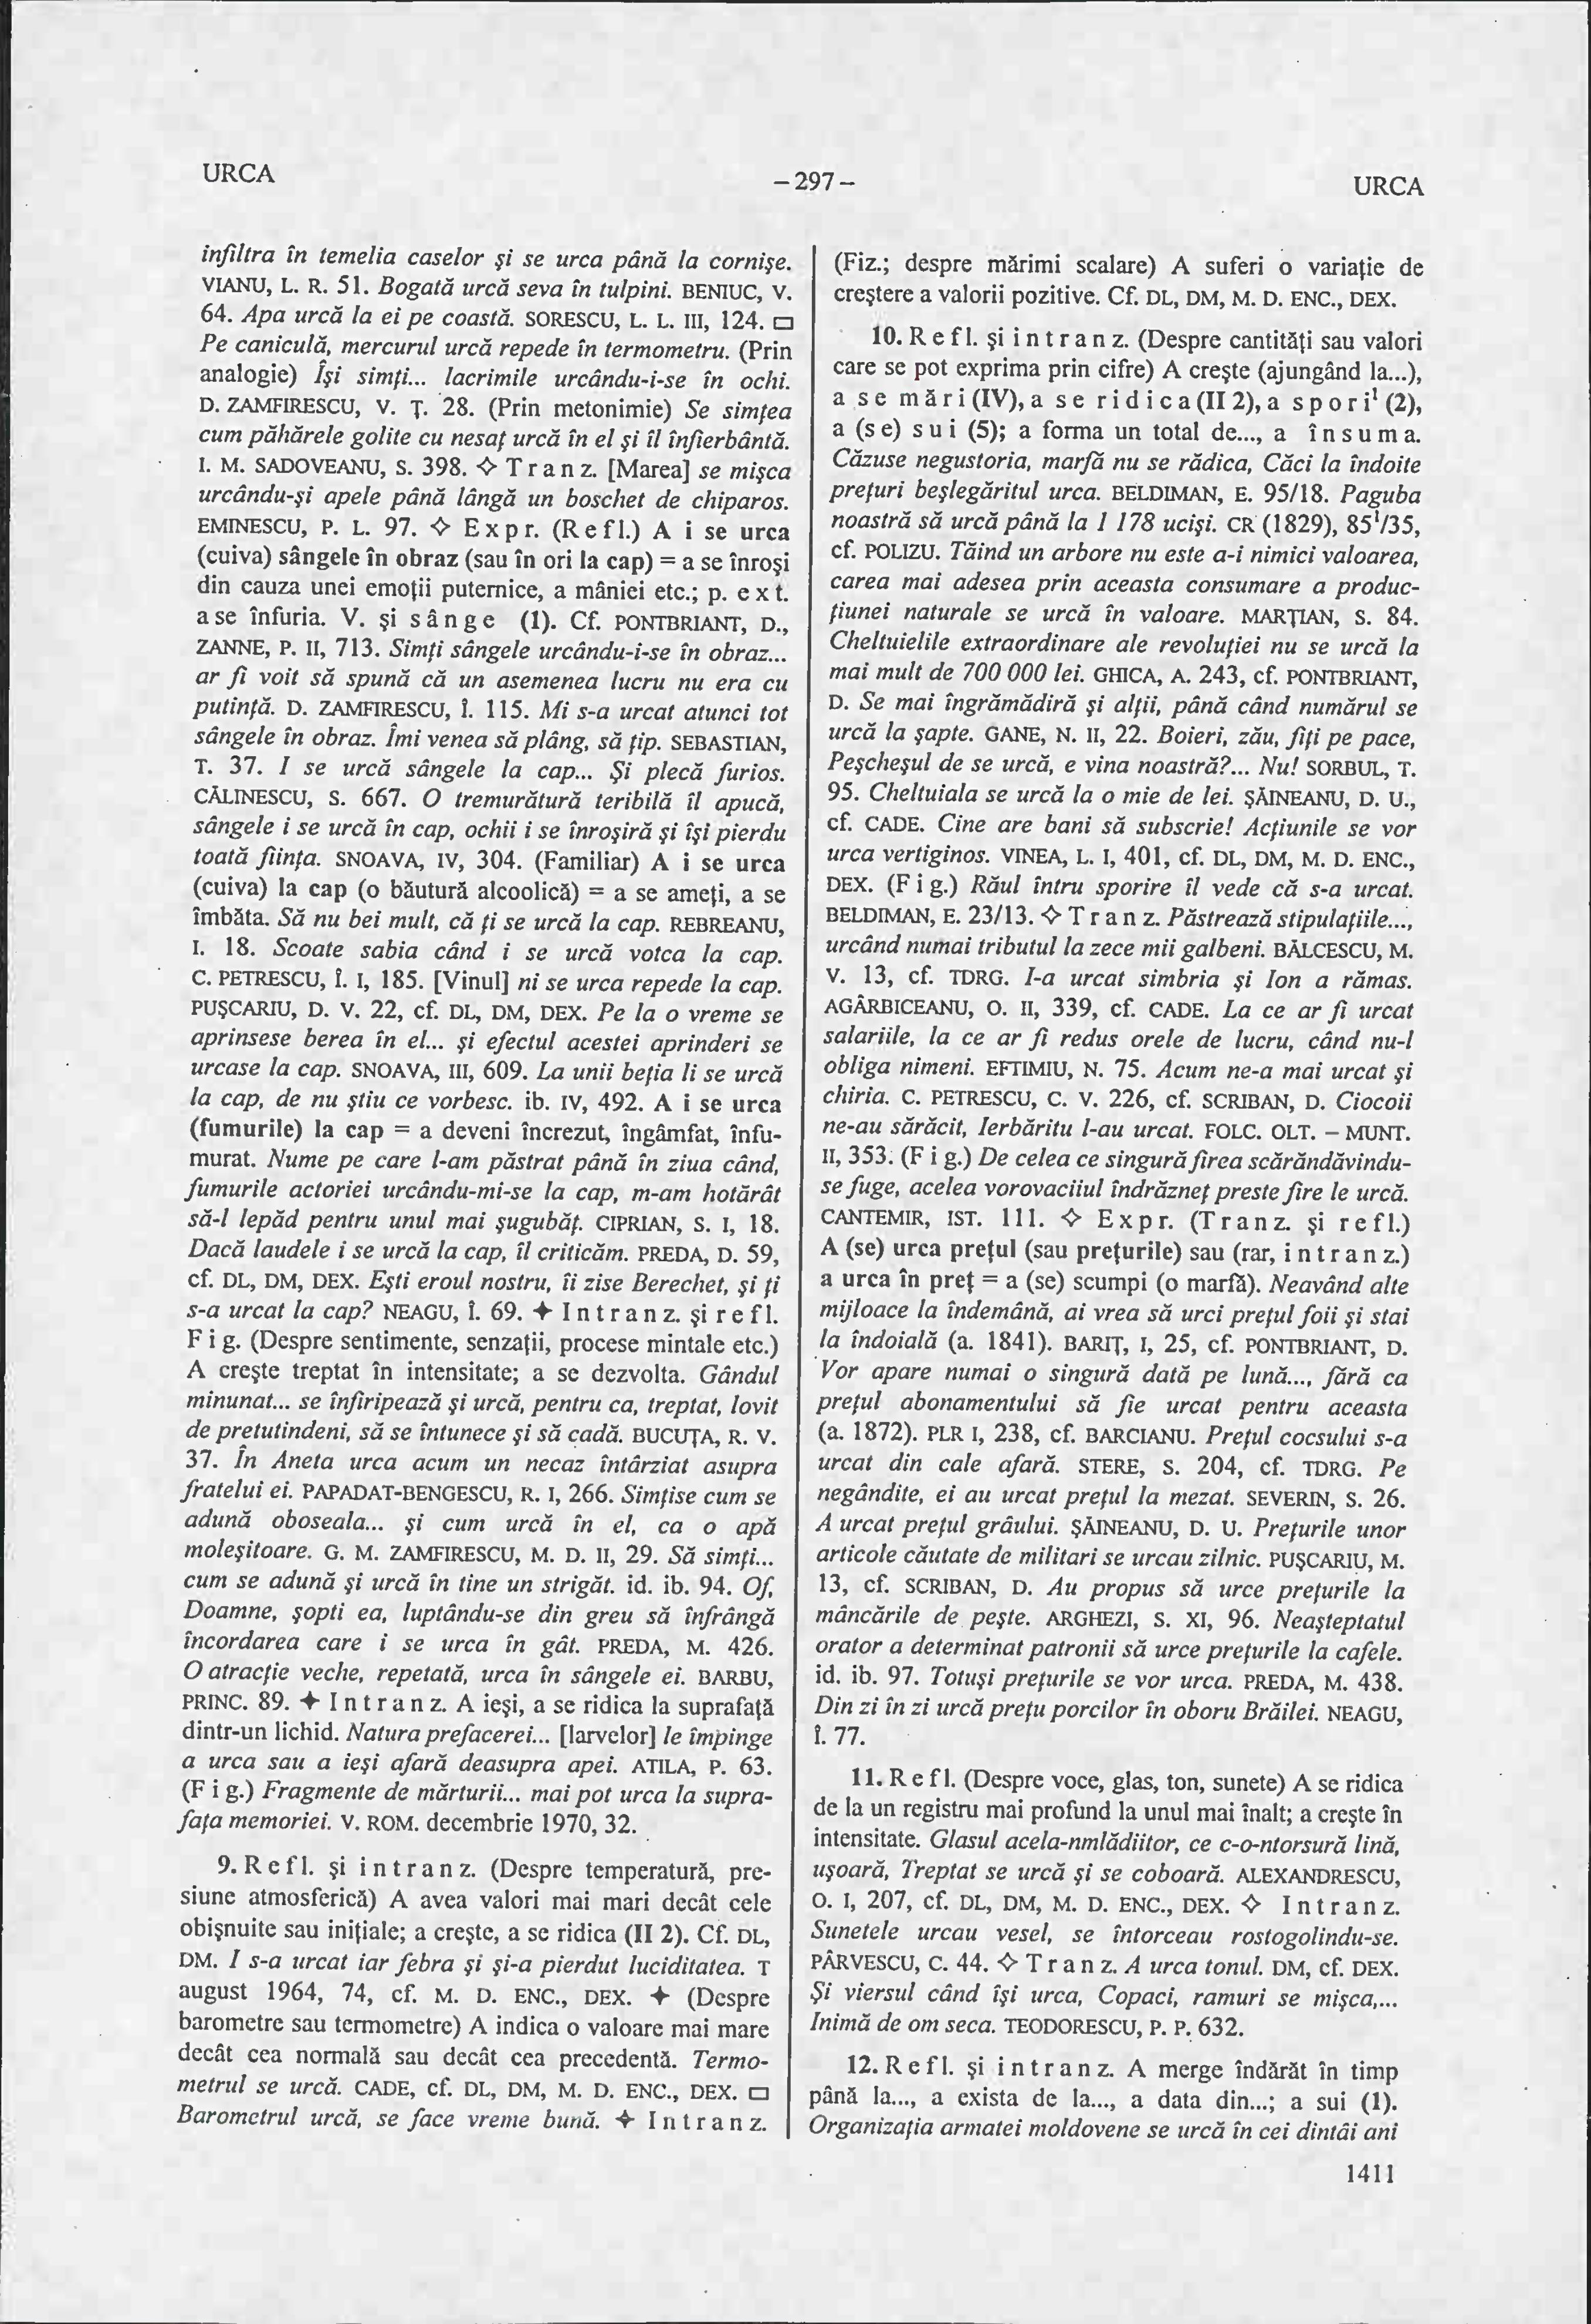 URCA
– 297 –
URCA
infiltra în temelia caselor şi se urca până la cornişe.
VIANU, L. R. 51. Bogată urcă seva în tulpini. BENIUC, V.
64. Apa urcă la ei pe coastă. SORESCU, L. L. III, 124. □
Pe caniculă, mercurul urcă repede în termometru. (Prin
analogie) Îşi simţi... lacrimile urcându-i-se în ochi.
D. ZAMFIRESCU, V. Ţ. 28. (Prin metonimie) Se simţea
cum păhărele golite cu nesaţ urcă în el şi îl înfierbântă.
I. M. SADOVEANU, S. 398. ◇ Tranz. [Marea] se mişca
urcându-şi apele până lângă un boschet de chiparos.
EMINESCU, P. L. 97. ◇ Expr. (Refl.) A i se urca
(cuiva) sângele în obraz (sau în ori la cap) = a se înroşi
din cauza unei emoţii puternice, a mâniei etc.; p. ext.
a se înfuria. V. şi sânge (1). Cf. PONTBRIANT, D.,
ZANNE, P. II, 713. Simţi sângele urcându-i-se în obraz...
ar fi voit să spună că un asemenea lucru nu era cu
putinţă. D. ZAMFIRESCU, Î. 115. Mi s-a urcat atunci tot
sângele în obraz. Îmi venea să plâng, să ţip. SEBASTIAN,
T. 37. I se urcă sângele la cap... Şi plecă furios.
CĂLINESCU, S. 667. O tremurătură teribilă îl apucă,
sângele i se urcă în cap, ochii i se înroşiră şi îşi pierdu
toată fiinţa. SNOAVA, IV, 304. (Familiar) A i se urca
(cuiva) la cap (o băutură alcoolică) = a se ameţi, a se
îmbăta. Să nu bei mult, că ţi se urcă la cap. REBREANU,
I. 18. Scoate sabia când i se urcă votca la cap.
C. PETRESCU, Î. I, 185. [Vinul] ni se urca repede la cap.
PUŞCARIU, D. V. 22, cf. DL, DM, DEX. Pe la o vreme se
aprinsese berea în el... şi efectul acestei aprinderi se
urcase la cap. SNOAVA, III, 609. La unii beţia li se urcă
la cap, de nu ştiu ce vorbesc. ib. IV, 492. A i se urca
(fumurile) la cap = a deveni încrezut, îngâmfat, înfu-
murat. Nume pe care l-am păstrat până în ziua când,
fumurile actoriei urcându-mi-se la cap, m-am hotărât
să-l lepăd pentru unul mai şugubăţ. CIPRIAN, S. I, 18.
Dacă laudele i se urcă la cap, îl criticăm. PREDA, D. 59,
cf. DL, DM, DEX. Eşti eroul nostru, îi zise Berechet, şi ţi
s-a urcat la cap? NEAGU, Î. 69. ✦ Intranz. şi refl.
Fig. (Despre sentimente, senzaţii, procese mintale etc.)
A creşte treptat în intensitate; a se dezvolta. Gândul
minunat... se înfiripează şi urcă, pentru ca, treptat, lovit
de pretutindeni, să se întunece şi să cadă. BUCUŢA, R. V.
37. În Aneta urca acum un necaz întârziat asupra
fratelui ei. PAPADAT-BENGESCU, R. I, 266. Simţise cum se
adună oboseala... şi cum urcă în el, ca o apă
moleşitoare. G. M. ZAMFIRESCU, M. D. II, 29. Să simţi...
cum se adună şi urcă în tine un strigăt. id. ib. 94. Of,
Doamne, şopti ea, luptându-se din greu să înfrângă
încordarea care i se urca în gât. PREDA, M. 426.
O atracţie veche, repetată, urca în sângele ei. BARBU,
PRINC. 89. ✦ Intranz. A ieşi, a se ridica la suprafaţă
dintr-un lichid. Natura prefacerei... [larvelor] le împinge
a urca sau a ieşi afară deasupra apei. ATILA, P. 63.
(Fig.) Fragmente de mărturii... mai pot urca la supra-
faţa memoriei. V. ROM. decembrie 1970, 32.
9. Refl. şi intranz. (Despre temperatură, pre-
siune atmosferică) A avea valori mai mari decât cele
obişnuite sau iniţiale; a creşte, a se ridica (II 2). Cf. DL,
DM. I s-a urcat iar febra şi şi-a pierdut luciditatea. T
august 1964, 74, cf. M. D. ENC., DEX. ✦ (Despre
barometre sau termometre) A indica o valoare mai mare
decât cea normală sau decât cea precedentă. Termo-
metrul se urcă. CADE, cf. DL, DM, M. D. ENC., DEX. □
Barometrul urcă, se face vreme bună. ✦ Intranz.
(Fiz.; despre mărimi scalare) A suferi o variaţie de
creştere a valorii pozitive. Cf. DL, DM, M. D. ENC., DEX.
10. Refl. şi intranz. (Despre cantităţi sau valori
care se pot exprima prin cifre) A creşte (ajungând la...),
a se mări (IV), a se ridica (II 2), a spori¹ (2),
a (se) sui (5); a forma un total de..., a însuma.
Căzuse negustoria, marfă nu se rădica, Căci la îndoite
preţuri beşlegăritul urca. BELDIMAN, E. 95/18. Paguba
noastră să urcă până la 1 178 ucişi. CR (1829), 85¹/35,
cf. POLIZU. Tăind un arbore nu este a-i nimici valoarea,
carea mai adesea prin aceasta consumare a produc-
ţiunei naturale se urcă în valoare. MARŢIAN, S. 84.
Cheltuielile extraordinare ale revoluţiei nu se urcă la
mai mult de 700 000 lei. GHICA, A. 243, cf. PONTBRIANT,
D. Se mai îngrămădiră şi alţii, până când numărul se
urcă la şapte. GANE, N. II, 22. Boieri, zău, fiţi pe pace,
Peşcheşul de se urcă, e vina noastră?... Nu! SORBUL, T.
95. Cheltuiala se urcă la o mie de lei. ŞĂINEANU, D. U.,
cf. CADE. Cine are bani să subscrie! Acţiunile se vor
urca vertiginos. VINEA, L. I, 401, cf. DL, DM, M. D. ENC.,
DEX. (Fig.) Răul întru sporire îl vede că s-a urcat.
BELDIMAN, E. 23/13. ◇ Tranz. Păstrează stipulaţiile...,
urcând numai tributul la zece mii galbeni. BĂLCESCU, M.
V. 13, cf. TDRG. I-a urcat simbria şi Ion a rămas.
AGÂRBICEANU, O. II, 339, cf. CADE. La ce ar fi urcat
salariile, la ce ar fi redus orele de lucru, când nu-l
obliga nimeni. EFTIMIU, N. 75. Acum ne-a mai urcat şi
chiria. C. PETRESCU, C. V. 226, cf. SCRIBAN, D. Ciocoii
ne-au sărăcit, Ierbăritu l-au urcat. FOLC. OLT. – MUNT.
II, 353. (Fig.) De celea ce singură firea scărăndăvindu-
se fuge, acelea vorovaciiul îndrăzneţ preste fire le urcă.
CANTEMIR, IST. 111. ◇ Expr. (Tranz. şi refl.)
A (se) urca preţul (sau preţurile) sau (rar, intranz.)
a urca în preţ = a (se) scumpi (o marfă). Neavând alte
mijloace la îndemână, ai vrea să urci preţul foii şi stai
la îndoială (a. 1841). BARIŢ, I, 25, cf. PONTBRIANT, D.
Vor apare numai o singură dată pe lună..., fără ca
preţul abonamentului să fie urcat pentru aceasta
(a. 1872). PLR I, 238, cf. BARCIANU. Preţul cocsului s-a
urcat din cale afară. STERE, S. 204, cf. TDRG. Pe
negândite, ei au urcat preţul la mezat. SEVERIN, S. 26.
A urcat preţul grâului. ŞĂINEANU, D. U. Preţurile unor
articole căutate de militari se urcau zilnic. PUŞCARIU, M.
13, cf. SCRIBAN, D. Au propus să urce preţurile la
mâncările de peşte. ARGHEZI, S. XI, 96. Neaşteptatul
orator a determinat patronii să urce preţurile la cafele.
id. ib. 97. Totuşi preţurile se vor urca. PREDA, M. 438.
Din zi în zi urcă preţu porcilor în oboru Brăilei. NEAGU,
Î. 77.
11. Refl. (Despre voce, glas, ton, sunete) A se ridica
de la un registru mai profund la unul mai înalt; a creşte în
intensitate. Glasul acela-nmlădiitor, ce c-o-ntorsură lină,
uşoară, Treptat se urcă şi se coboară. ALEXANDRESCU,
O. I, 207, cf. DL, DM, M. D. ENC., DEX. ◇ Intranz.
Sunetele urcau vesel, se întorceau rostogolindu-se.
PÂRVESCU, C. 44. ◇ Tranz. A urca tonul. DM, cf. DEX.
Şi viersul când îşi urca, Copaci, ramuri se mişca,...
Inimă de om seca. TEODORESCU, P. P. 632.
12. Refl. şi intranz. A merge îndărăt în timp
până la..., a exista de la..., a data din...; a sui (1).
Organizaţia armatei moldovene se urcă în cei dintâi ani
1411